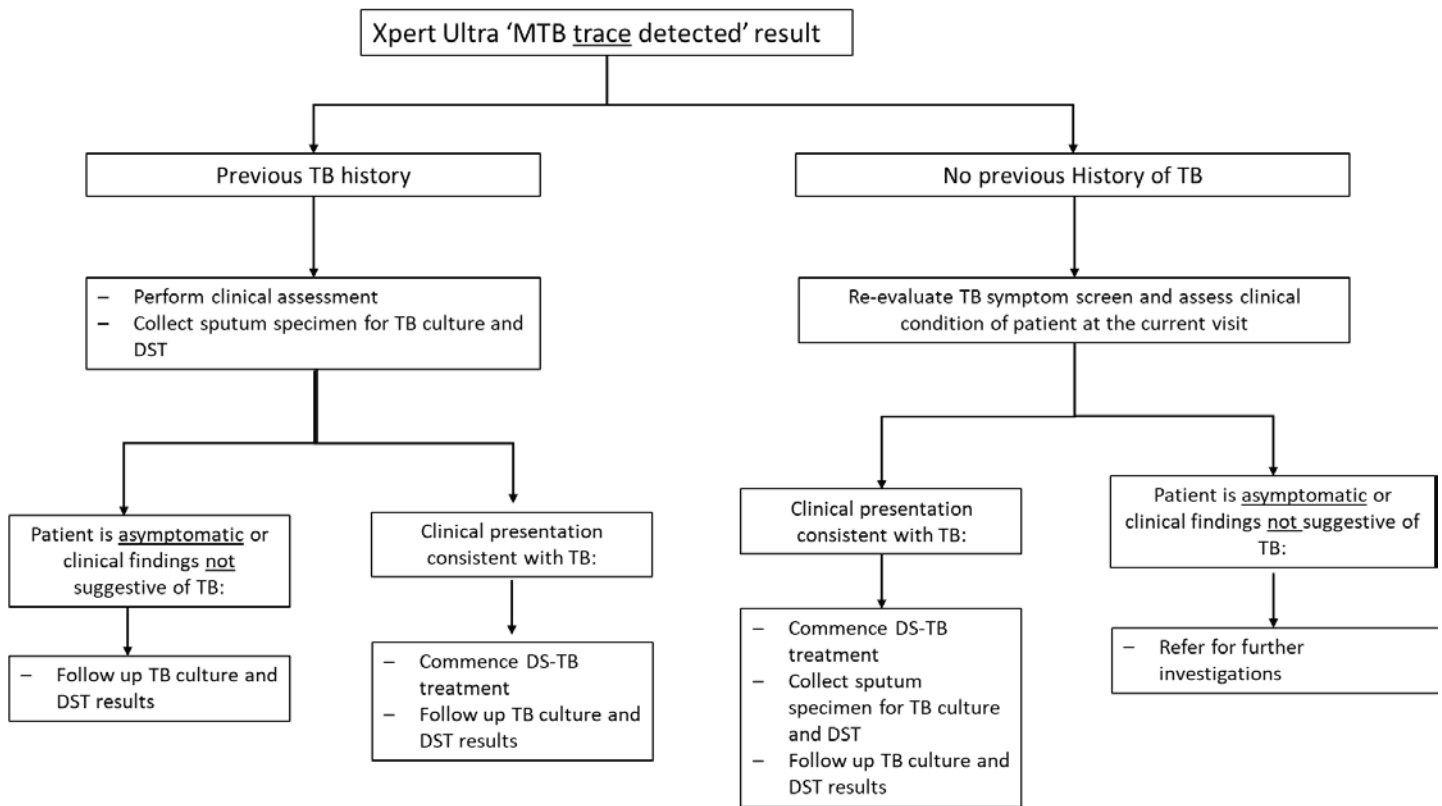 Xpert Ultra ‘MTB trace detected’ result
Previous TB history
No previous History of TB
– Perform clinical assessment
– Collect sputum specimen for TB culture and
DST
Re-evaluate TB symptom screen and assess clinical
condition of patient at the current visit
Patient is asymptomatic or
clinical findings not
suggestive of TB:
Clinical presentation
consistent with TB:
Clinical presentation
consistent with TB:
Patient is asymptomatic or
clinical findings not suggestive of
TB:
– Follow up TB culture and
DST results
– Commence DS-TB
treatment
– Follow up TB culture and
DST results
– Commence DS-TB
treatment
– Collect sputum
specimen for TB culture
and DST
– Follow up TB culture and
DST results
– Refer for further
investigations